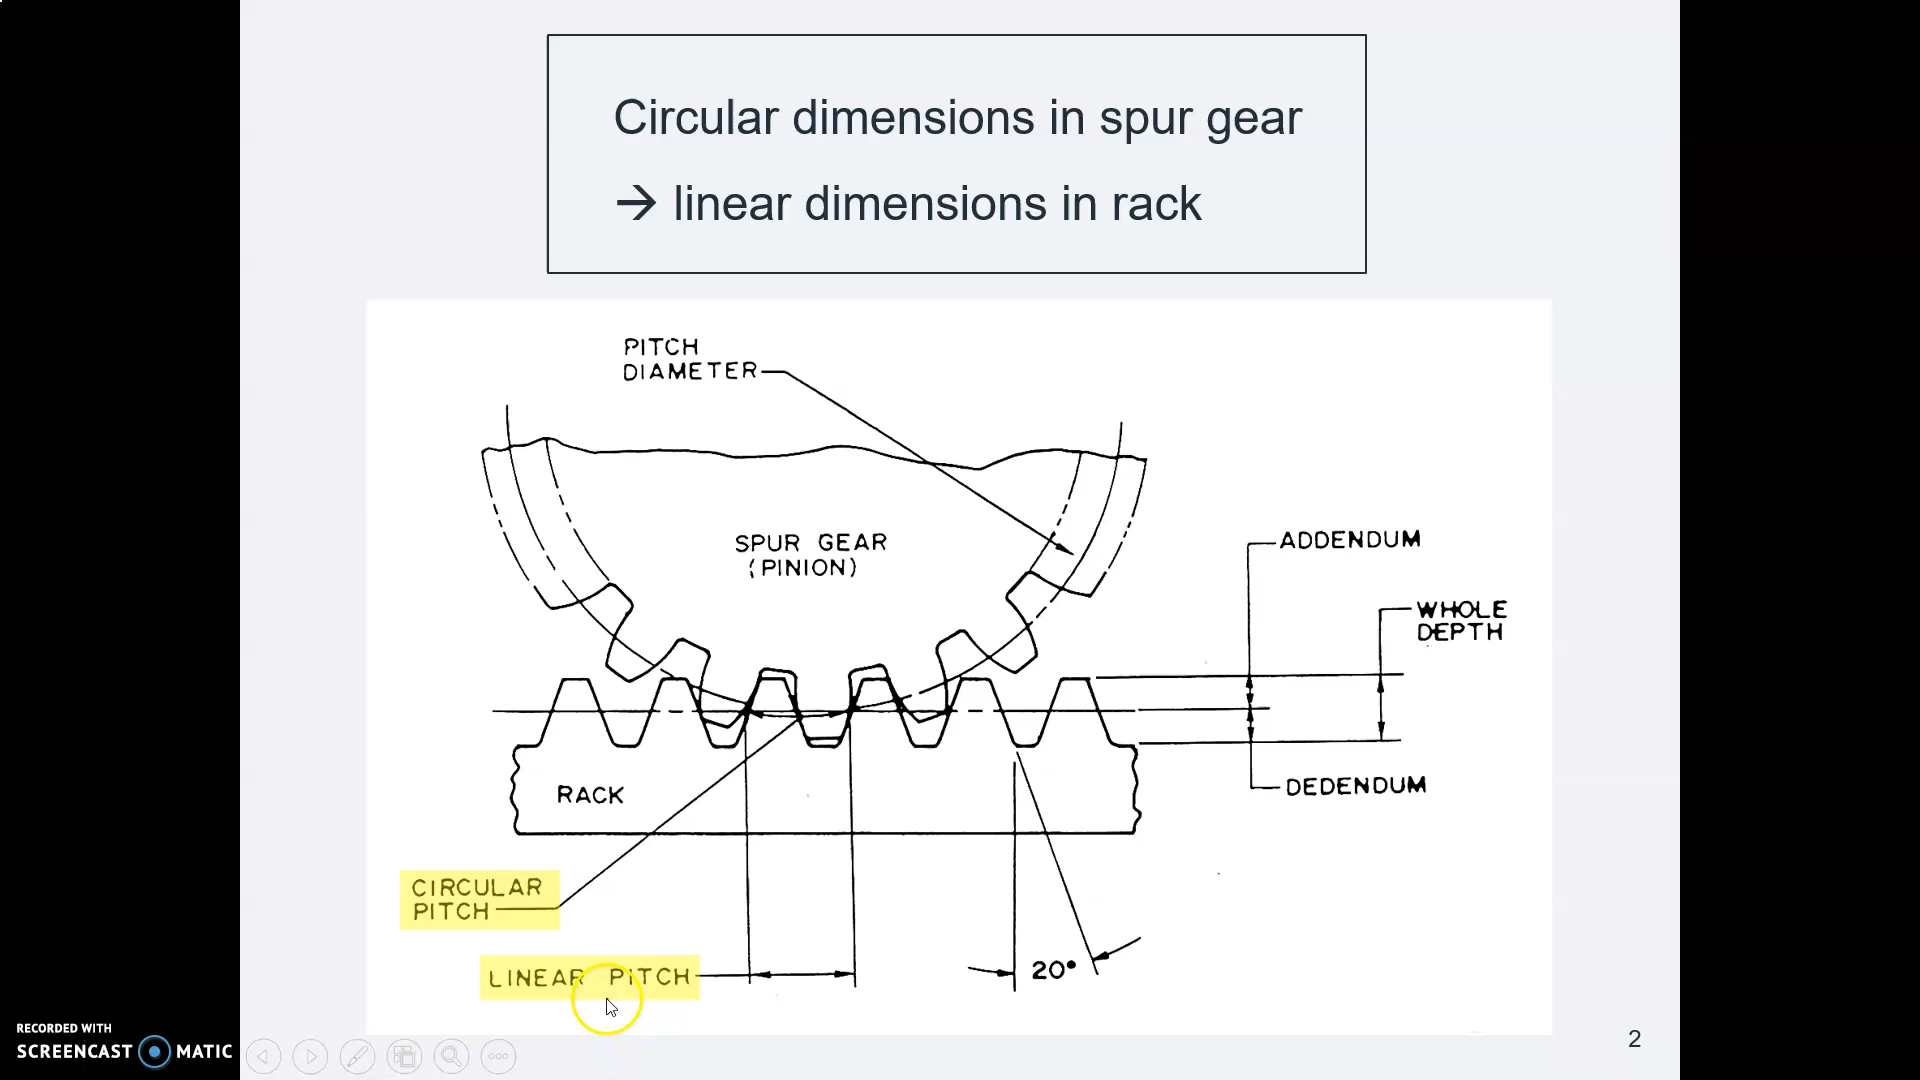 Circular dimensions in spur gear
→ linear dimensions in rack
PITCH
DIAMETER
SPUR GEAR
(PINION)
ADDENDUM
WHOLE
DEPTH
RACK
DEDENDUM
CIRCULAR
PITCH
LINEAR PITCH
20°
2
RECORDED WITH
SCREENCAST MATIC